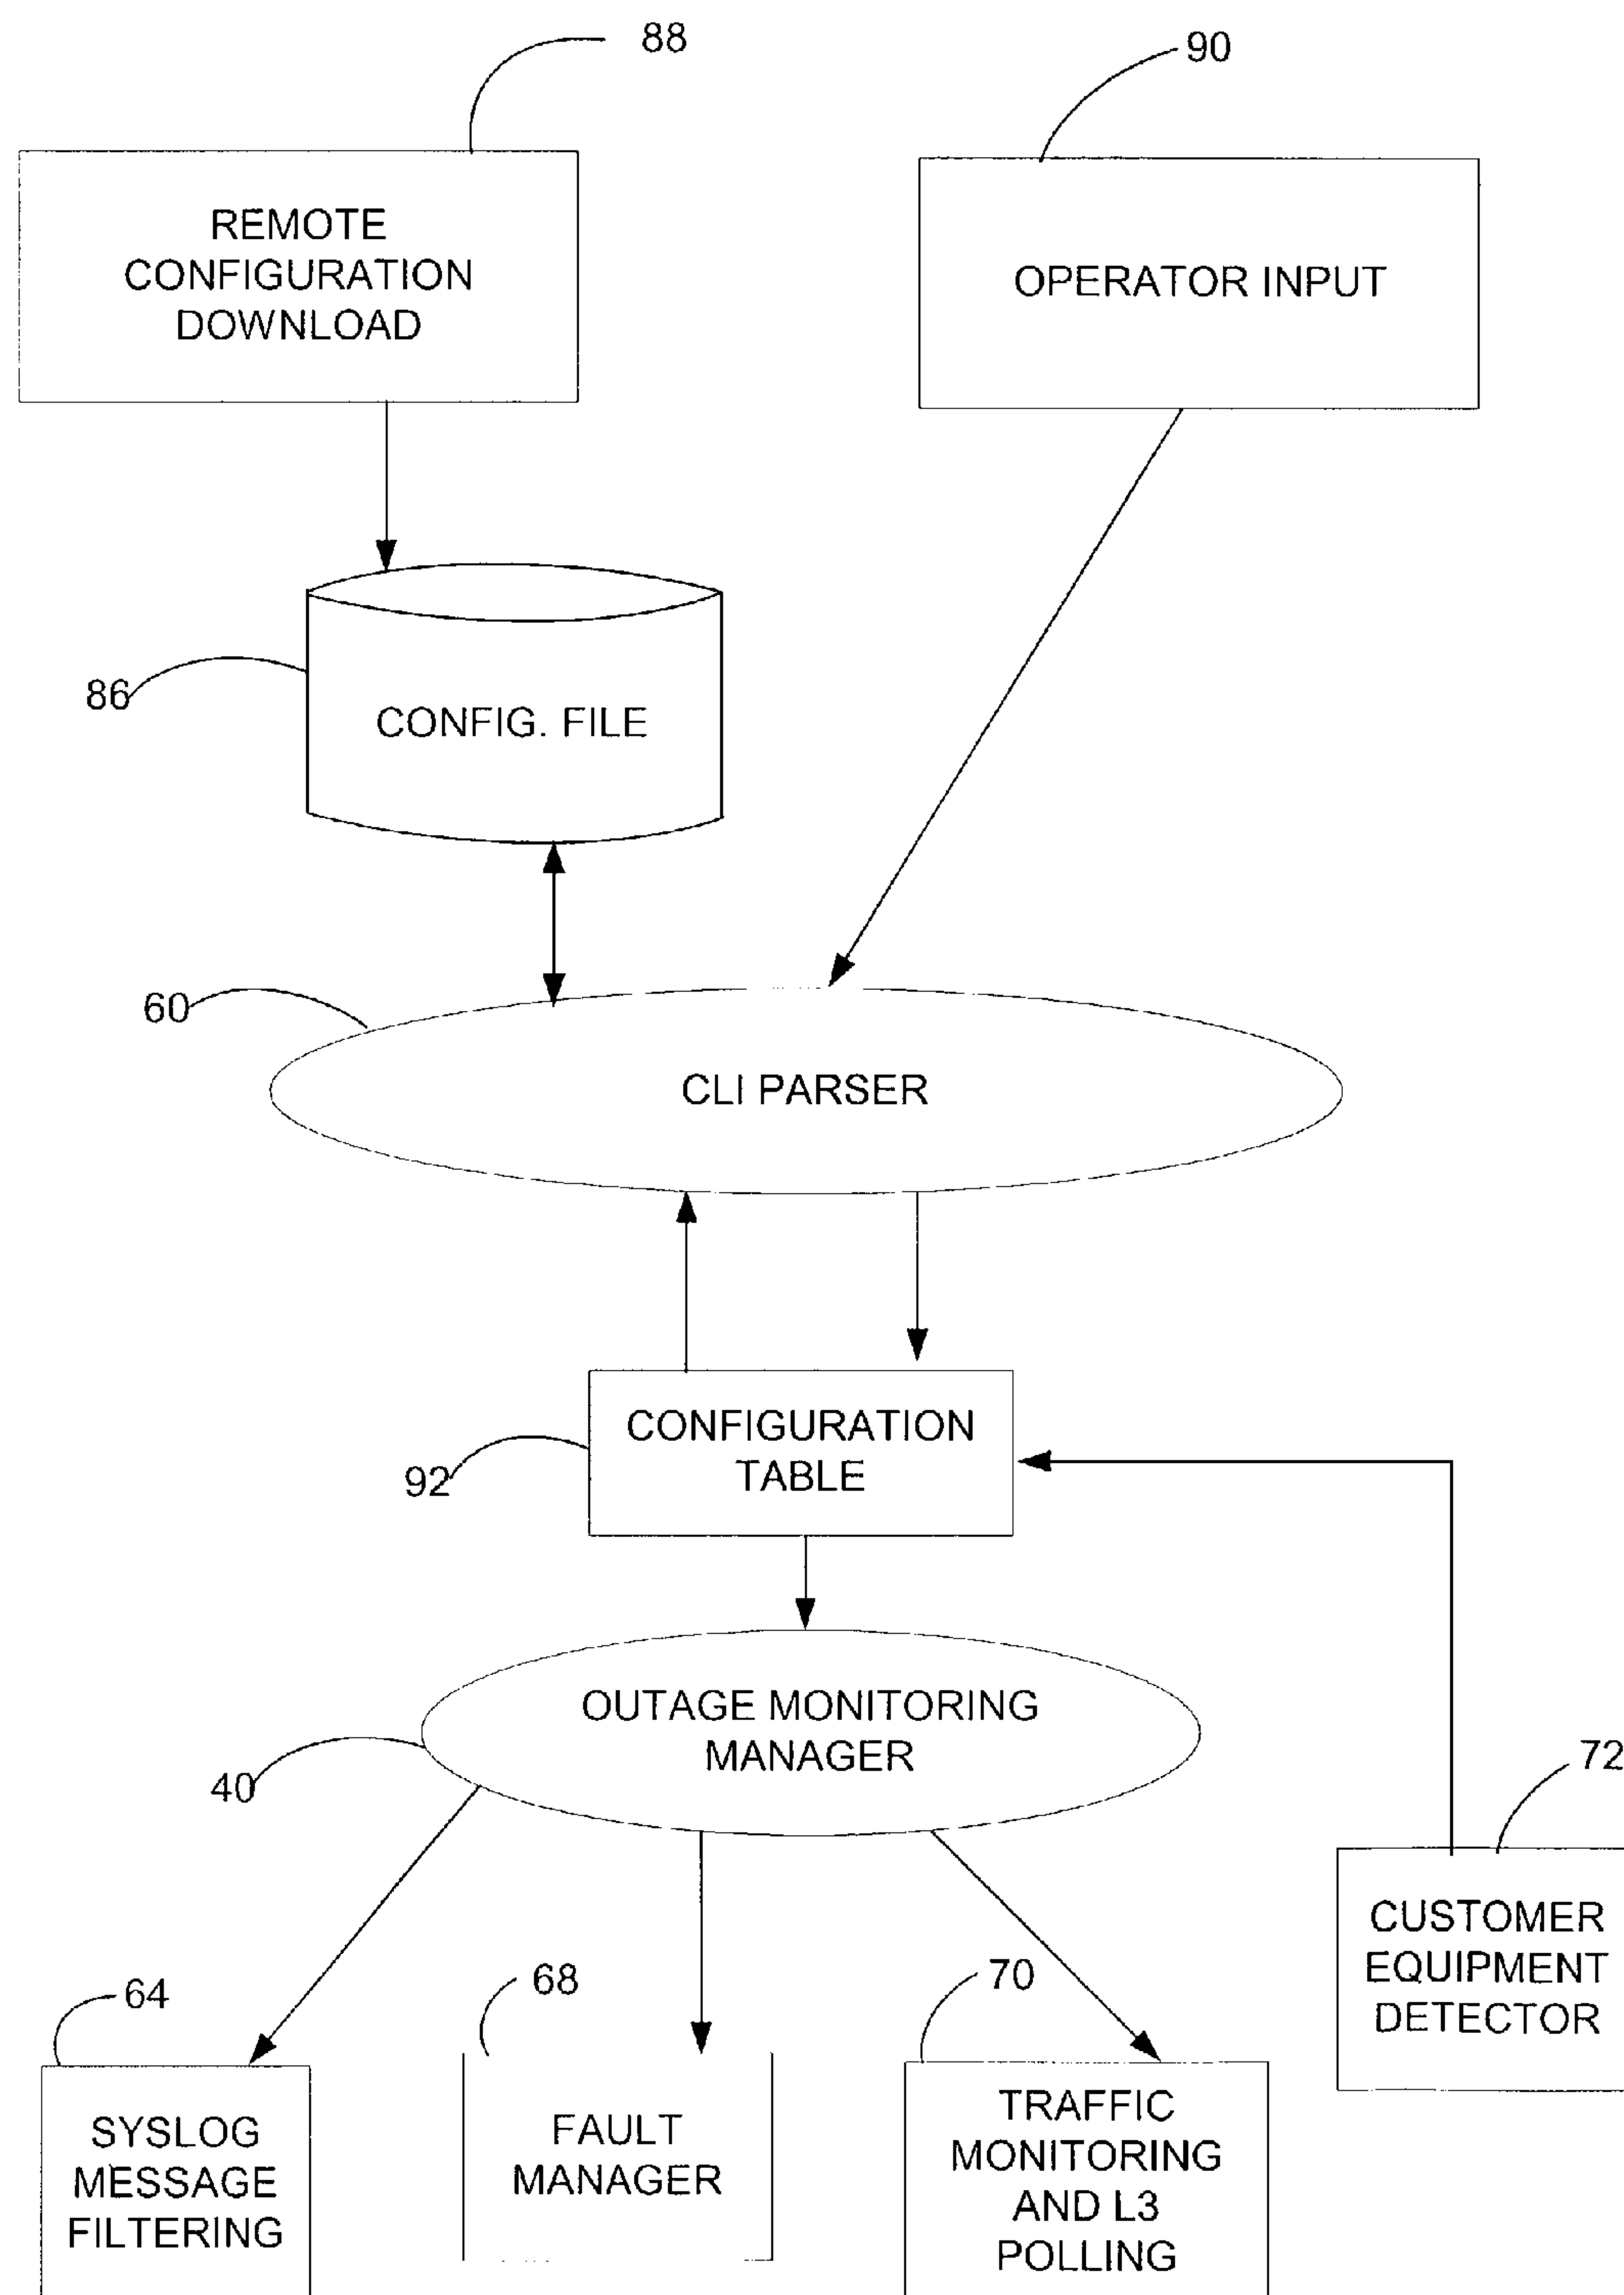 88
90
REMOTE
CONFIGURATION
DOWNLOAD
OPERATOR INPUT
86
CONFIG. FILE
60
CLI PARSER
CONFIGURATION
TABLE
92
OUTAGE MONITORING
MANAGER
40
72
CUSTOMER
EQUIPMENT
DETECTOR
64
68
70
SYSLOG
MESSAGE
FILTERING
FAULT
MANAGER
TRAFFIC
MONITORING
AND L3
POLLING